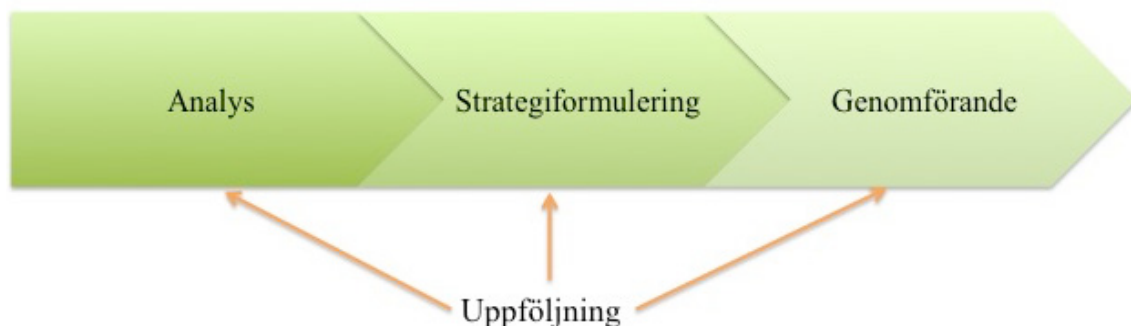 Analys
Strategiformulering
Genomförande
Uppföljning